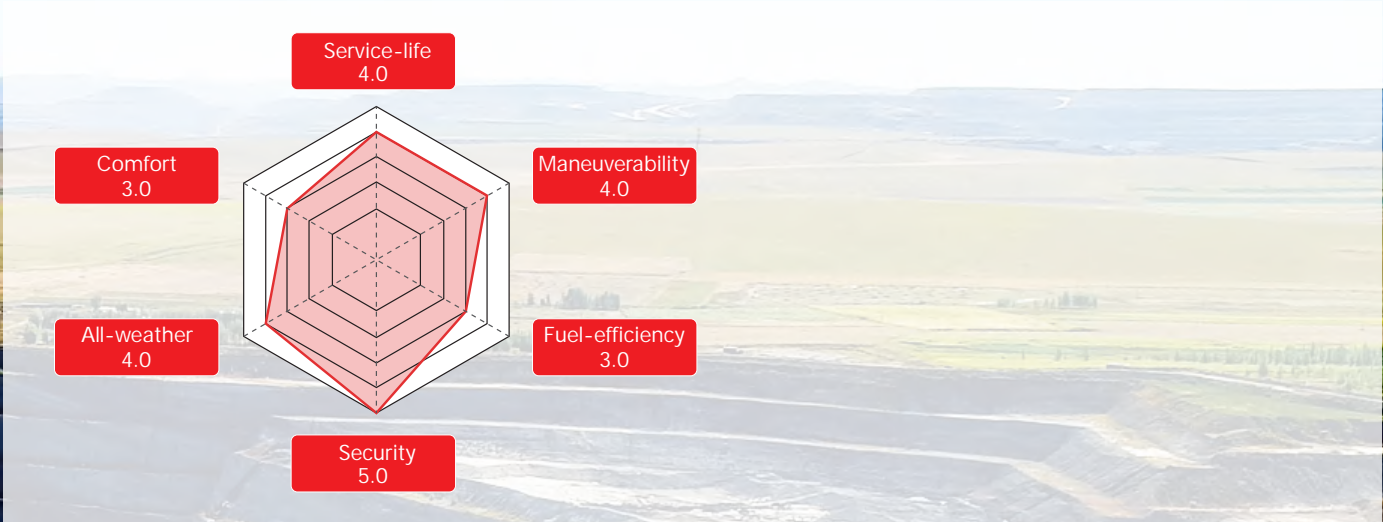 Service-life
4.0
Comfort
3.0
Maneuverability
4.0
All-weather
4.0
Fuel-efficiency
3.0
Security
5.0